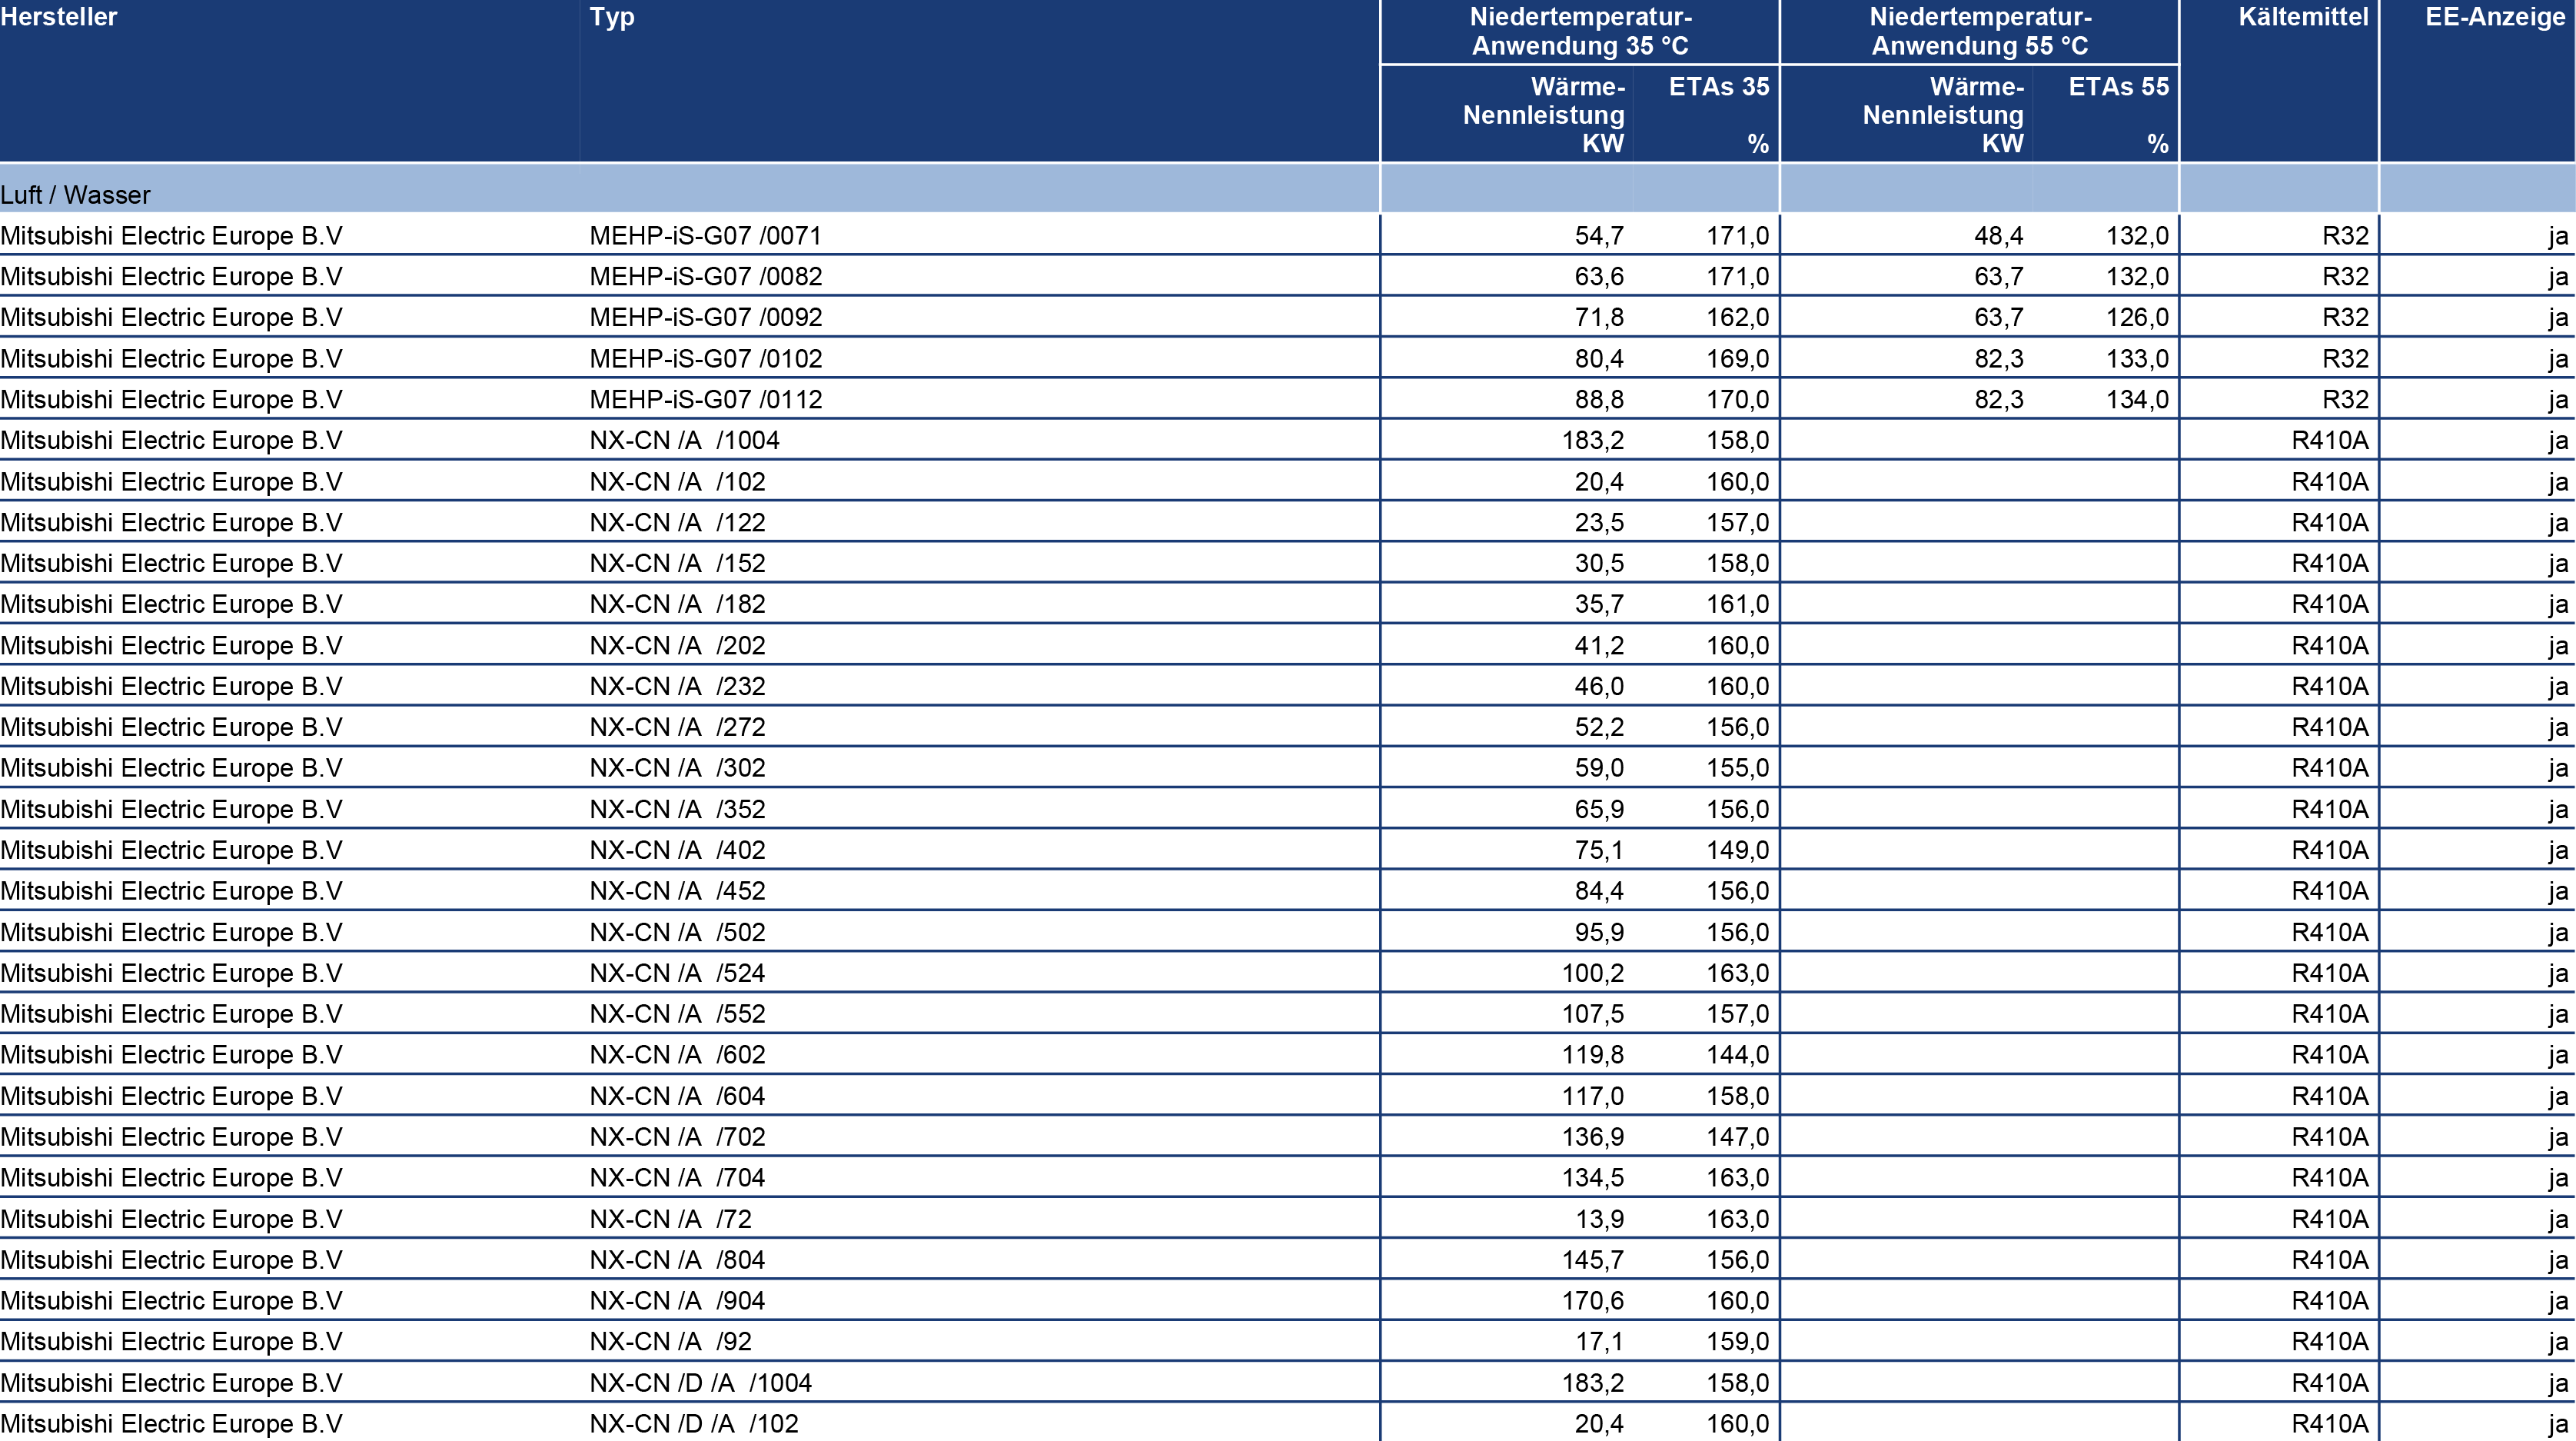 Hersteller Typ Niedertemperatur- Niedertemperatur- Kältemittel EE-Anzeige
Anwendung 35 °C Anwendung 55 °C
Wärme- ETAs 35 Wärme- ETAs 55
Nennleistung Nennleistung
KW % KW %
Luft / Wasser
Mitsubishi Electric Europe B.V MEHP-iS-G07 /0071 54,7 171,0 48,4 132,0 R32 ja
Mitsubishi Electric Europe B.V MEHP-iS-G07 /0082 63,6 171,0 63,7 132,0 R32 ja
Mitsubishi Electric Europe B.V MEHP-iS-G07 /0092 71,8 162,0 63,7 126,0 R32 ja
Mitsubishi Electric Europe B.V MEHP-iS-G07 /0102 80,4 169,0 82,3 133,0 R32 ja
Mitsubishi Electric Europe B.V MEHP-iS-G07 /0112 88,8 170,0 82,3 134,0 R32 ja
Mitsubishi Electric Europe B.V NX-CN /A  /1004 183,2 158,0 R410A ja
Mitsubishi Electric Europe B.V NX-CN /A  /102 20,4 160,0 R410A ja
Mitsubishi Electric Europe B.V NX-CN /A  /122 23,5 157,0 R410A ja
Mitsubishi Electric Europe B.V NX-CN /A  /152 30,5 158,0 R410A ja
Mitsubishi Electric Europe B.V NX-CN /A  /182 35,7 161,0 R410A ja
Mitsubishi Electric Europe B.V NX-CN /A  /202 41,2 160,0 R410A ja
Mitsubishi Electric Europe B.V NX-CN /A  /232 46,0 160,0 R410A ja
Mitsubishi Electric Europe B.V NX-CN /A  /272 52,2 156,0 R410A ja
Mitsubishi Electric Europe B.V NX-CN /A  /302 59,0 155,0 R410A ja
Mitsubishi Electric Europe B.V NX-CN /A  /352 65,9 156,0 R410A ja
Mitsubishi Electric Europe B.V NX-CN /A  /402 75,1 149,0 R410A ja
Mitsubishi Electric Europe B.V NX-CN /A  /452 84,4 156,0 R410A ja
Mitsubishi Electric Europe B.V NX-CN /A  /502 95,9 156,0 R410A ja
Mitsubishi Electric Europe B.V NX-CN /A  /524 100,2 163,0 R410A ja
Mitsubishi Electric Europe B.V NX-CN /A  /552 107,5 157,0 R410A ja
Mitsubishi Electric Europe B.V NX-CN /A  /602 119,8 144,0 R410A ja
Mitsubishi Electric Europe B.V NX-CN /A  /604 117,0 158,0 R410A ja
Mitsubishi Electric Europe B.V NX-CN /A  /702 136,9 147,0 R410A ja
Mitsubishi Electric Europe B.V NX-CN /A  /704 134,5 163,0 R410A ja
Mitsubishi Electric Europe B.V NX-CN /A  /72 13,9 163,0 R410A ja
Mitsubishi Electric Europe B.V NX-CN /A  /804 145,7 156,0 R410A ja
Mitsubishi Electric Europe B.V NX-CN /A  /904 170,6 160,0 R410A ja
Mitsubishi Electric Europe B.V NX-CN /A  /92 17,1 159,0 R410A ja
Mitsubishi Electric Europe B.V NX-CN /D /A  /1004 183,2 158,0 R410A ja
Mitsubishi Electric Europe B.V NX-CN /D /A  /102 20,4 160,0 R410A ja